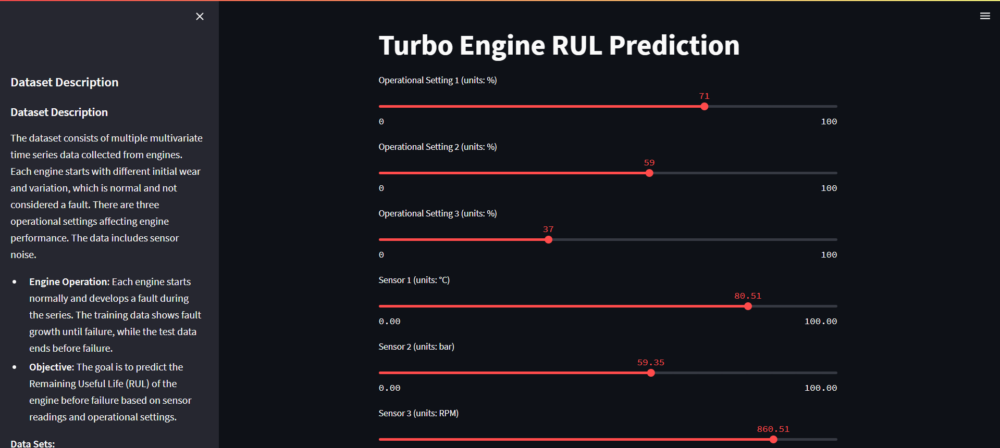 Dataset Description
Dataset Description
The dataset consists of multiple multivariate
time series data collected from engines.
Each engine starts with different initial wear
and variation, which is normal and not
considered a fault. There are three
operational settings affecting engine
performance. The data includes sensor
noise.
• Engine Operation: Each engine starts
normally and develops a fault during
the series. The training data shows fault
growth until failure, while the test data
ends before failure.
• Objective: The goal is to predict the
Remaining Useful Life (RUL) of the
engine before failure based on sensor
readings and operational settings.
Data Sets:
Turbo Engine RUL Prediction
Operational Setting 1 (units: %)
71
0 100
Operational Setting 2 (units: %)
59
0 100
Operational Setting 3 (units: %)
37
0 100
Sensor 1 (units: °C)
80.51
0.00 100.00
Sensor 2 (units: bar)
59.35
0.00 100.00
Sensor 3 (units: RPM)
860.51